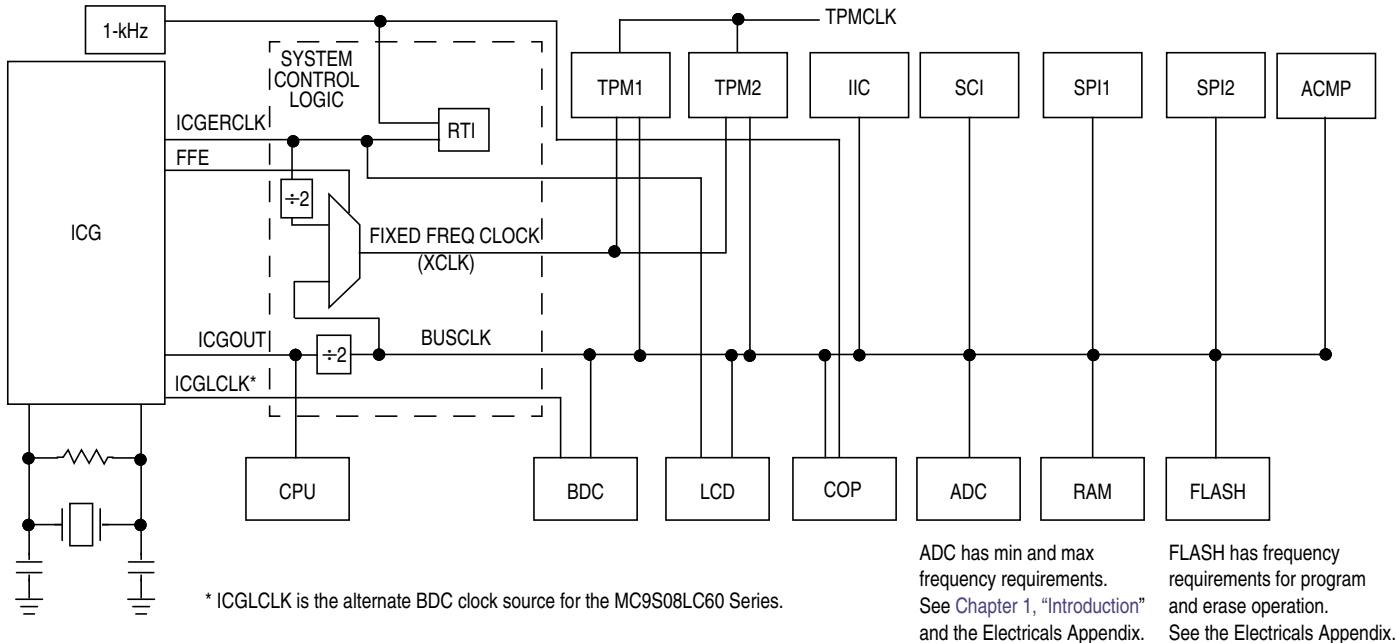 1-kHz
TPMCLK
SYSTEM
CONTROL
LOGIC
TPM1
TPM2
IIC
SCI
SPI1
SPI2
ACMP
ICGERCLK
RTI
FFE
÷2
ICG
FIXED FREQ CLOCK
(XCLK)
ICGOUT
÷2
BUSCLK
ICGLCLK*
CPU
BDC
LCD
COP
ADC
RAM
FLASH
ADC has min and max
frequency requirements.
See Chapter 1, “Introduction”
and the Electricals Appendix.
FLASH has frequency
requirements for program
and erase operation.
See the Electricals Appendix.
* ICGLCLK is the alternate BDC clock source for the MC9S08LC60 Series.